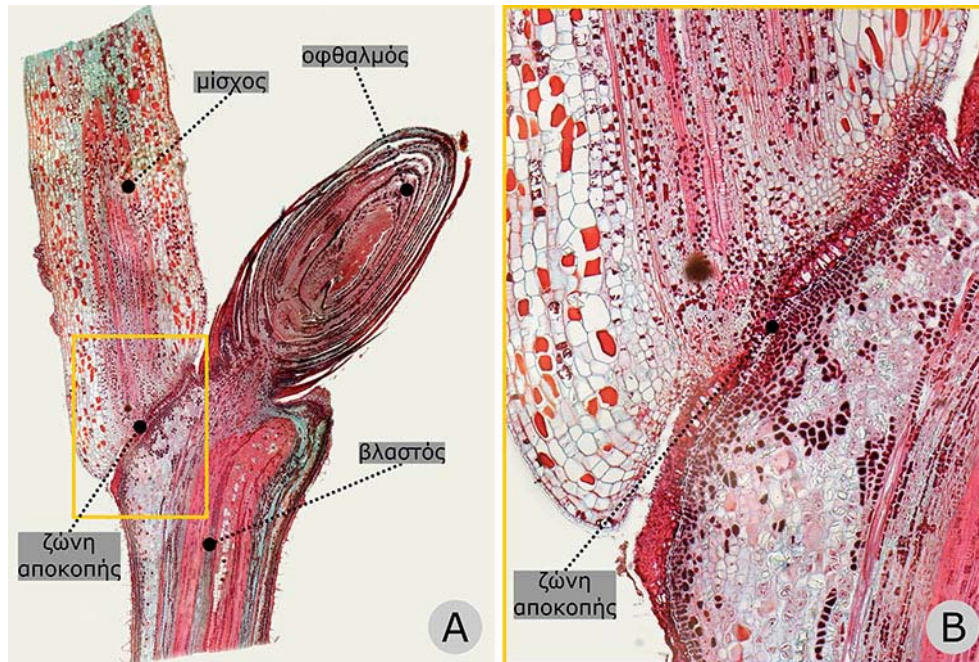 μίσχος
οφθαλμός
βλαστός
ζώνη
αποκοπής
A
ζώνη
αποκοπής
B